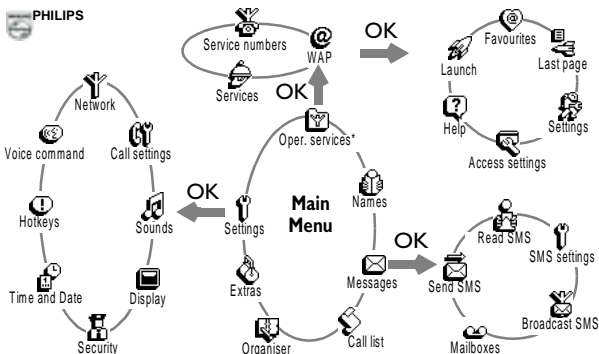 PHILIPS
Service numbers
WAP
Services
OK
OK
Favourites
Launch
Last page
Help
Settings
Access settings
Network
Voice command
Call settings
Hotkeys
Sounds
Time and Date
Display
Security
OK
Main
Menu
Oper. services*
Names
Settings
Extras
Messages
Organiser
Call list
OK
Read SMS
SMS settings
Send SMS
Broadcast SMS
Mailboxes